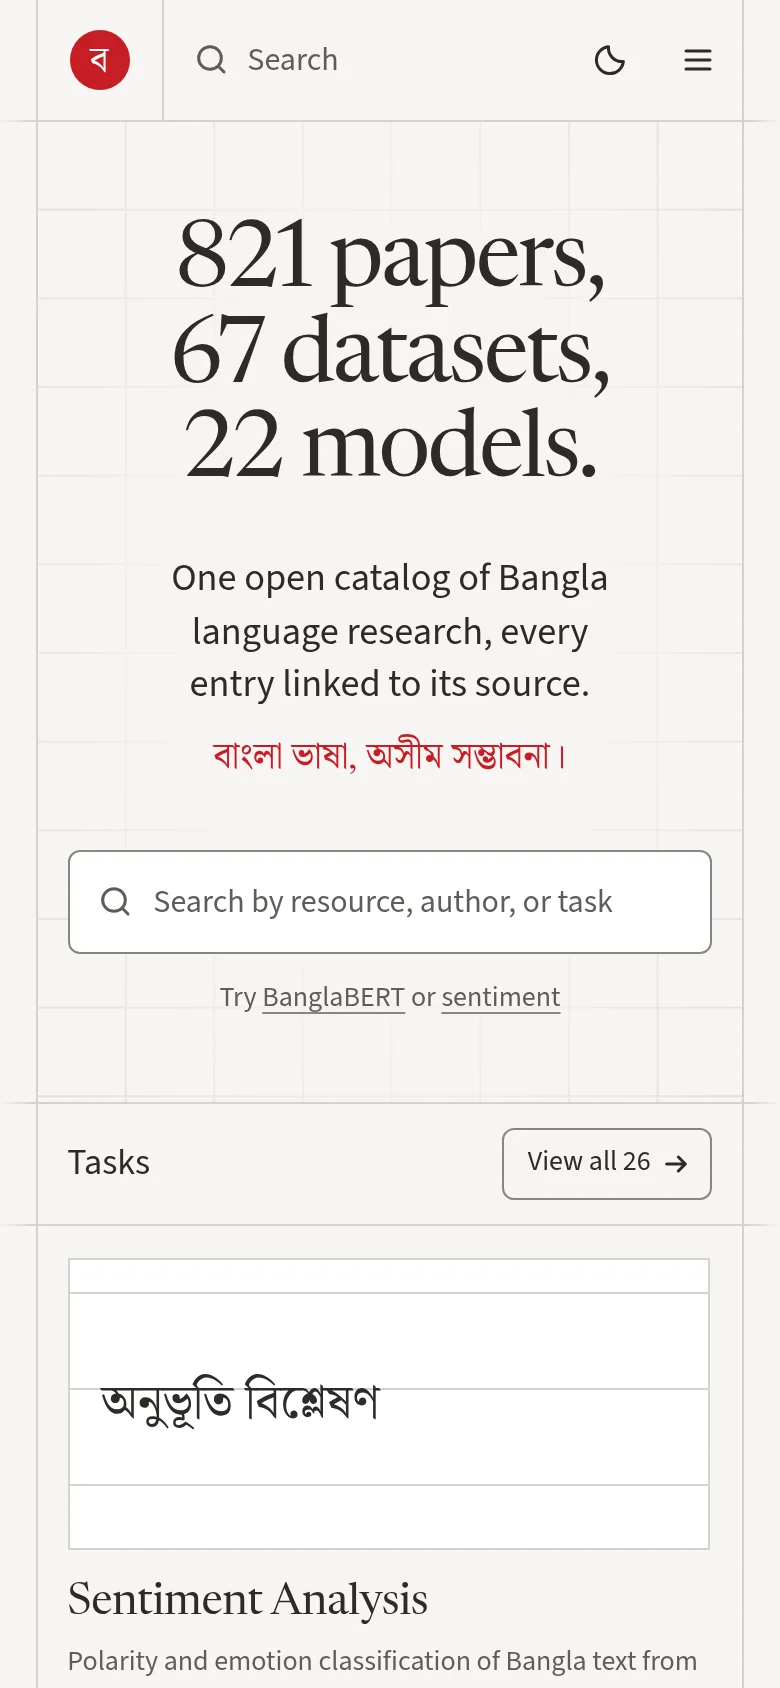 ব
Search
821 papers,
67 datasets,
22 models.
One open catalog of Bangla
language research, every
entry linked to its source.
বাংলা ভাষা, অসীম সম্ভাবনা।
Search by resource, author, or task
Try BanglaBERT or sentiment
Tasks
View all 26
অনুভূতি বিশ্লেষণ
Sentiment Analysis
Polarity and emotion classification of Bangla text from